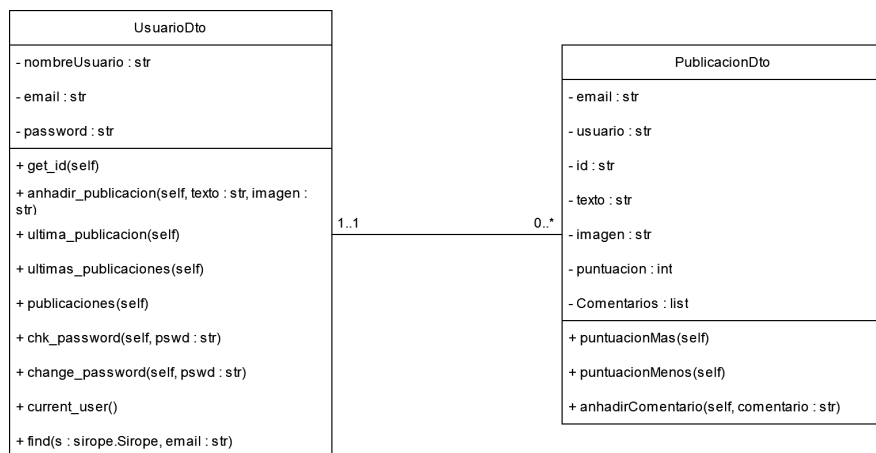 UsuarioDto
- nombreUsuario : str
- email : str
- password : str
+ get_id(self)
+ anhadir_publicacion(self, texto : str, imagen :
str)
+ ultima_publicacion(self)
+ ultimas_publicaciones(self)
+ publicaciones(self)
+ chk_password(self, pswd : str)
+ change_password(self, pswd : str)
+ current_user()
+ find(s : sirope.Sirope, email : str)
1..1
0..*
PublicacionDto
- email : str
- usuario : str
- id : str
- texto : str
- imagen : str
- puntuacion : int
- Comentarios : list
+ puntuacionMas(self)
+ puntuacionMenos(self)
+ anhadirComentario(self, comentario : str)